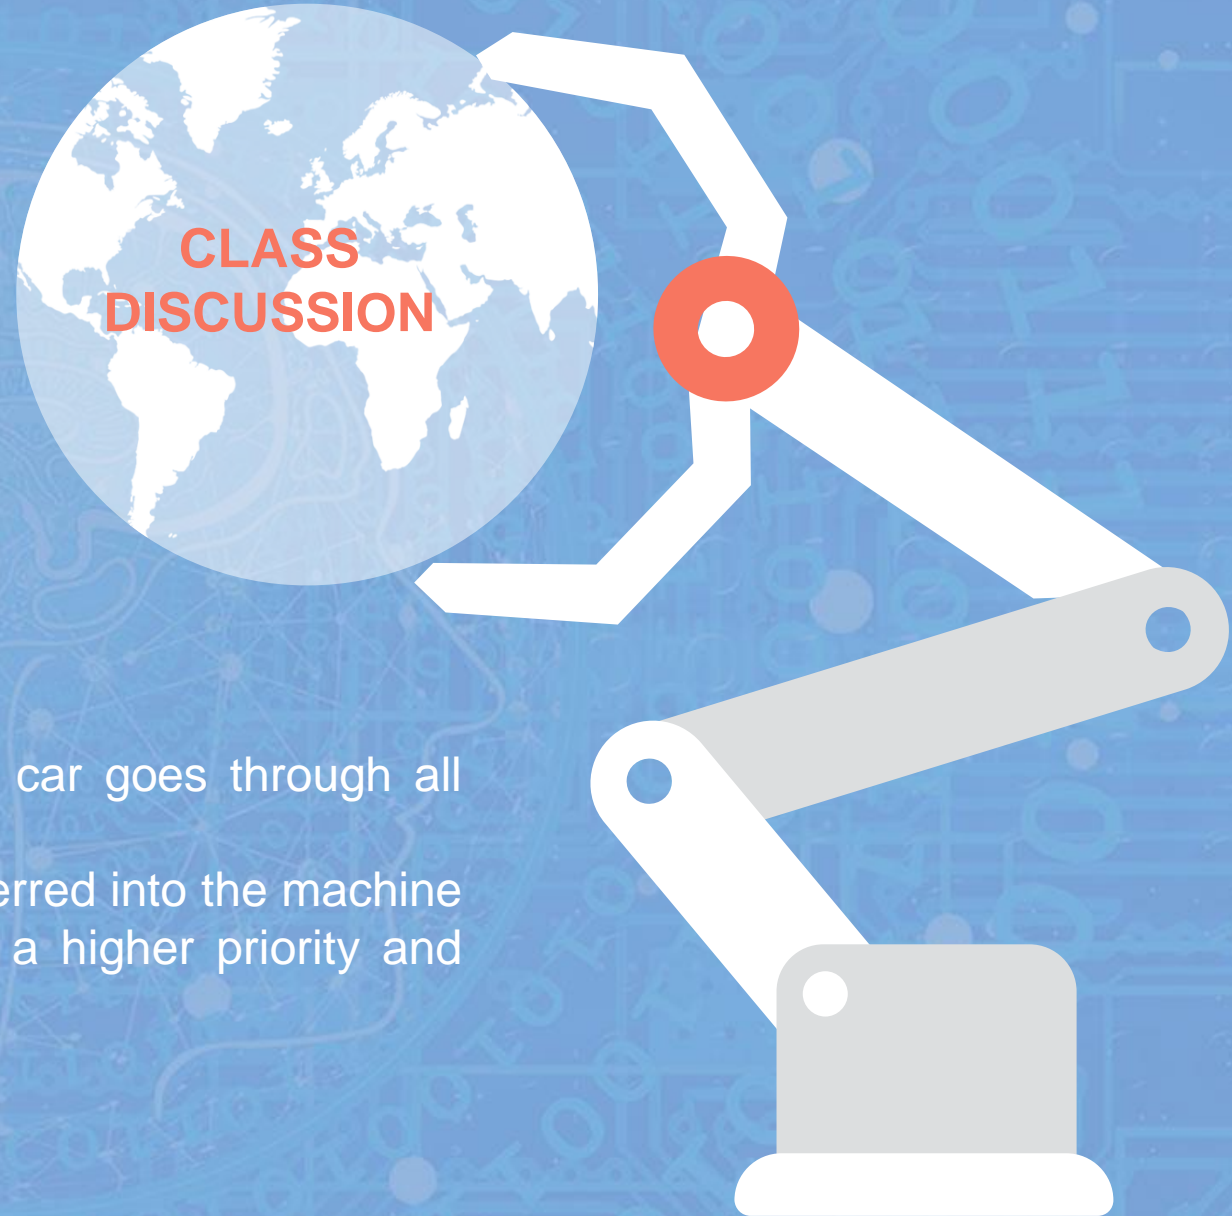 CLASS
DISCUSSION
car goes through all
erred into the machine
a higher priority and